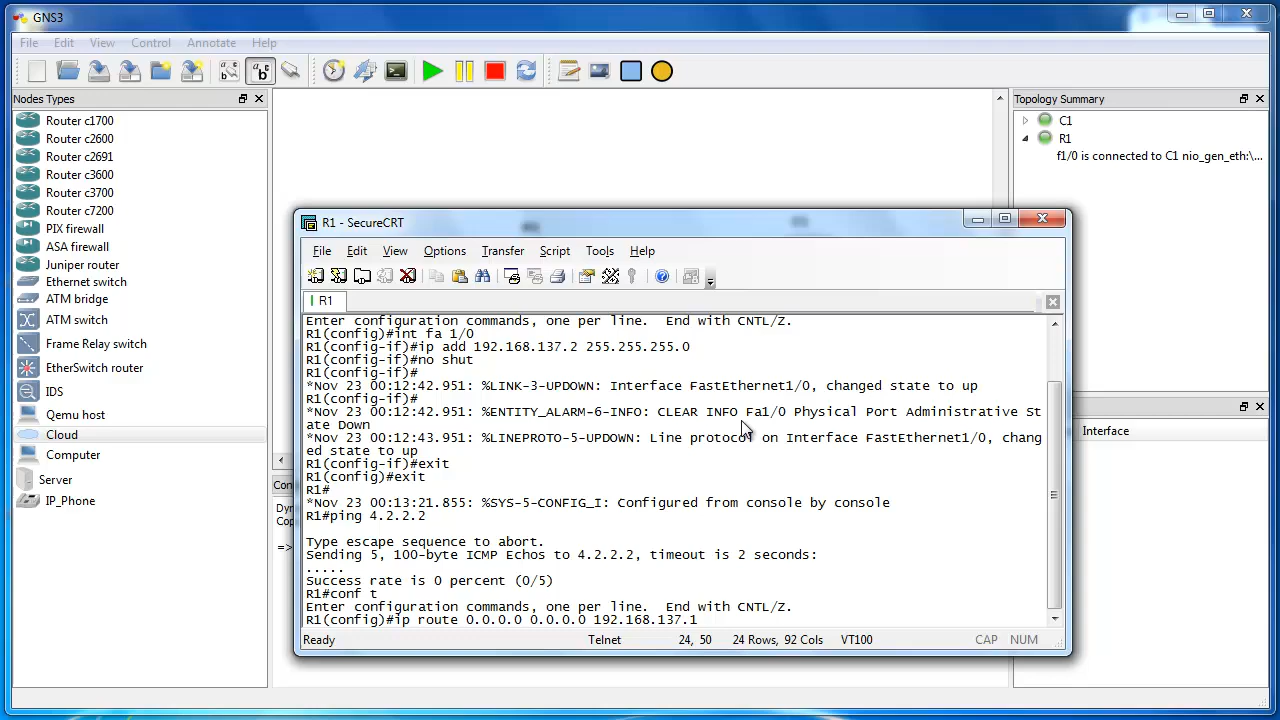 GNS3
File Edit View Control Annotate Help
Nodes Types
Router c1700
Router c2600
Router c2691
Router c3600
Router c3700
Router c7200
PIX firewall
ASA firewall
Juniper router
Ethernet switch
ATM bridge
ATM switch
Frame Relay switch
EtherSwitch router
IDS
Qemu host
Cloud
Computer
Server
IP_Phone
Topology Summary
C1
R1
f1/0 is connected to C1 nio_gen_eth:\...
Interface
Con
Dyn
Cop
=>
R1 - SecureCRT
File Edit View Options Transfer Script Tools Help
R1
Enter configuration commands, one per line. End with CNTL/Z.
R1(config)#int fa 1/0
R1(config-if)#ip add 192.168.137.2 255.255.255.0
R1(config-if)#no shut
R1(config-if)#
*Nov 23 00:12:42.951: %LINK-3-UPDOWN: Interface FastEthernet1/0, changed state to up
R1(config-if)#
*Nov 23 00:12:42.951: %ENTITY_ALARM-6-INFO: CLEAR INFO Fa1/0 Physical Port Administrative St
ate Down
*Nov 23 00:12:43.951: %LINEPROTO-5-UPDOWN: Line protocol on Interface FastEthernet1/0, chang
ed state to up
R1(config-if)#exit
R1(config)#exit
R1#
*Nov 23 00:13:21.855: %SYS-5-CONFIG_I: Configured from console by console
R1#ping 4.2.2.2
Type escape sequence to abort.
Sending 5, 100-byte ICMP Echos to 4.2.2.2, timeout is 2 seconds:
.....
Success rate is 0 percent (0/5)
R1#conf t
Enter configuration commands, one per line. End with CNTL/Z.
R1(config)#ip route 0.0.0.0 0.0.0.0 192.168.137.1
Ready Telnet 24, 50 24 Rows, 92 Cols VT100 CAP NUM